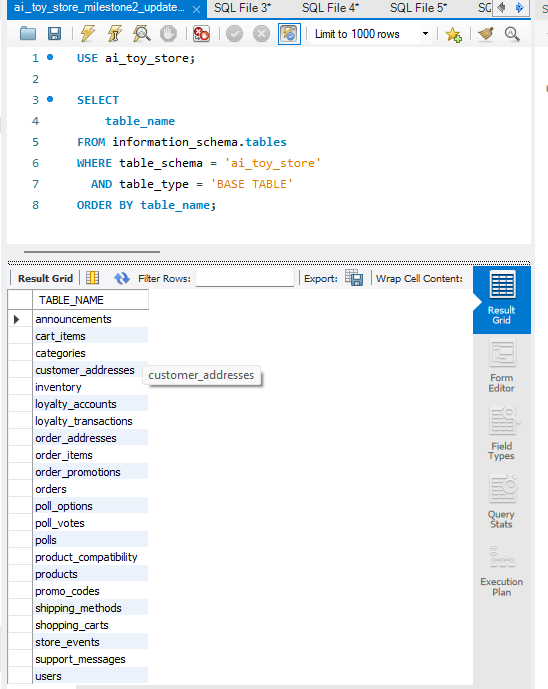 ai_toy_store_milestone2_update... × SQL File 3* SQL File 4* SQL File 5*
Limit to 1000 rows
1 USE ai_toy_store;
2
3 SELECT
4 table_name
5 FROM information_schema.tables
6 WHERE table_schema = 'ai_toy_store'
7 AND table_type = 'BASE TABLE'
8 ORDER BY table_name;
Result Grid Filter Rows: Export: Wrap Cell Content:
TABLE_NAME
announcements
cart_items
categories
customer_addresses
customer_addresses
inventory
loyalty_accounts
loyalty_transactions
order_addresses
order_items
order_promotions
orders
poll_options
poll_votes
polls
product_compatibility
products
promo_codes
shipping_methods
shopping_carts
store_events
support_messages
users
Result
Grid
Form
Editor
Field
Types
Query
Stats
Execution
Plan